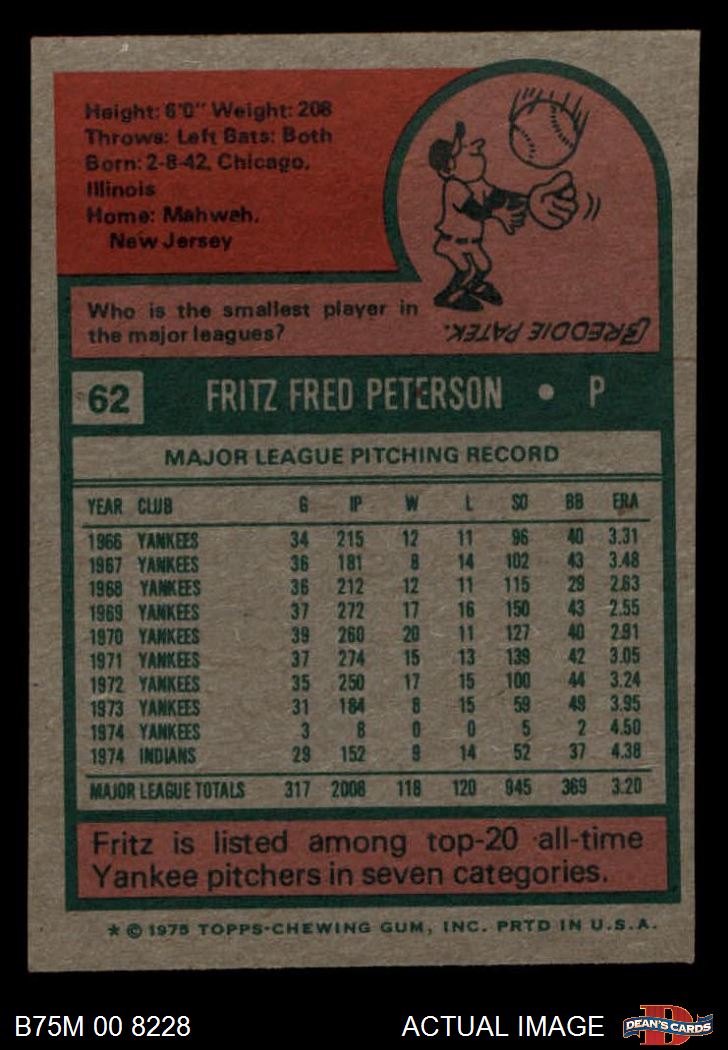 Height: 6'0" Weight: 208
Throws: Left Bats: Both
Born: 2-8-42, Chicago,
Illinois
Home: Mahwah,
New Jersey
Who is the smallest player in
the major leagues?
FREDDIE PATEK.
62 FRITZ FRED PETERSON • P
MAJOR LEAGUE PITCHING RECORD
YEAR CLUB G IP W L SO BB ERA
1966 YANKEES 34 215 12 11 96 40 3.31
1967 YANKEES 36 181 8 14 102 43 3.48
1968 YANKEES 36 212 12 11 115 29 2.63
1969 YANKEES 37 272 17 16 150 43 2.55
1970 YANKEES 39 260 20 11 127 40 2.91
1971 YANKEES 37 274 15 13 139 42 3.05
1972 YANKEES 35 250 17 15 100 44 3.24
1973 YANKEES 31 184 8 15 59 49 3.95
1974 YANKEES 3 8 0 0 5 2 4.50
1974 INDIANS 29 152 9 14 52 37 4.38
MAJOR LEAGUE TOTALS 317 2008 118 120 945 369 3.20
Fritz is listed among top-20 all-time
Yankee pitchers in seven categories.
* © 1975 TOPPS-CHEWING GUM, INC. PRTD IN U.S.A.
B75M 00 8228 ACTUAL IMAGE D DEAN'S CARDS